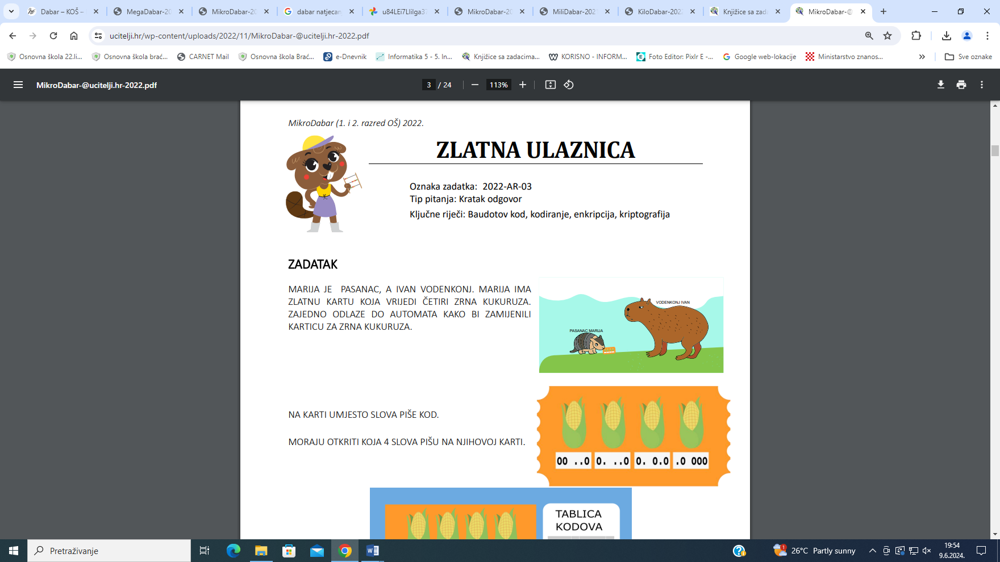 Dabar – KOŠ –
MegaDabar-20
MikroDabar-20
dabar natjecan
u84LEi7LliIga3
MikroDabar-20
MiliDabar-202
KiloDabar-2022
Knjižice sa zad
MikroDabar-@
ucitelji.hr/wp-content/uploads/2022/11/MikroDabar-@ucitelji.hr-2022.pdf
Osnovna škola 22.li...
Osnovna škola brać...
CARNET Mail
Osnovna škola Brać...
e-Dnevnik
Informatika 5 - 5. In...
Knjižice sa zadacima...
KORISNO - INFORM...
Foto Editor: Pixlr E -...
Google web-lokacije
Ministarstvo znanos...
Sve oznake
MikroDabar-@ucitelji.hr-2022.pdf
3 / 24
113%
MikroDabar (1. i 2. razred OŠ) 2022.
ZLATNA ULAZNICA
Oznaka zadatka: 2022-AR-03
Tip pitanja: Kratak odgovor
Ključne riječi: Baudotov kod, kodiranje, enkripcija, kriptografija
ZADATAK
MARIJA JE PASANAC, A IVAN VODENKONJ. MARIJA IMA
ZLATNU KARTU KOJA VRIJEDI ČETIRI ZRNA KUKURUZA.
ZAJEDNO ODLAZE DO AUTOMATA KAKO BI ZAMIJENILI
KARTICU ZA ZRNA KUKURUZA.
VODENKONJ IVAN
PASANAC MARIJA
NA KARTI UMJESTO SLOVA PIŠE KOD.
MORAJU OTKRITI KOJA 4 SLOVA PIŠU NA NJIHOVOJ KARTI.
00 ..0 0. ..0 0. 0.0 .0 000
TABLICA
KODOVA
Pretraživanje
26°C Partly sunny
19:54
9.6.2024.